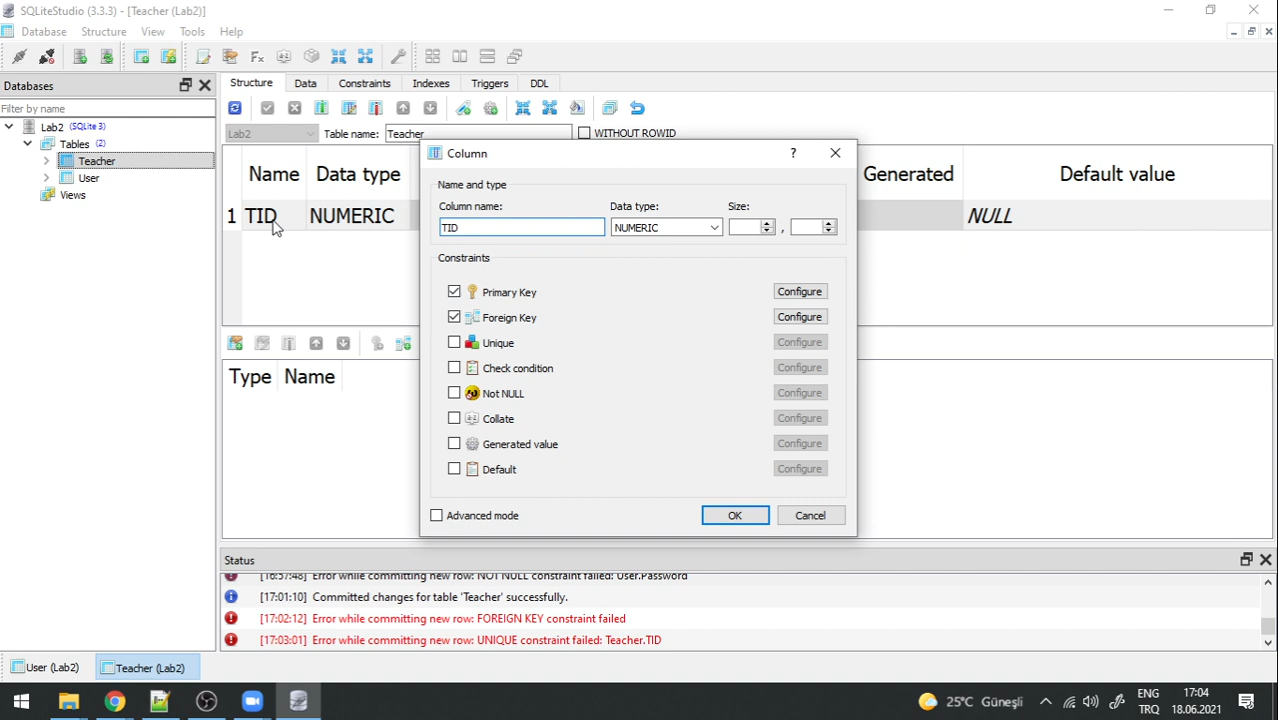 SQLiteStudio (3.3.3) - [Teacher (Lab2)]
Database Structure View Tools Help
Databases
Structure Data Constraints Indexes Triggers DDL
Filter by name
Lab2 (SQLite 3)
Lab2 Table name: Teacher WITHOUT ROWID
Tables (2)
Teacher
User
Views
Name Data type Generated Default value
1 TID NUMERIC NULL
Column
?
Name and type
Column name: Data type: Size:
TID NUMERIC ,
Constraints
Primary Key Configure
Foreign Key Configure
Unique Configure
Check condition Configure
Not NULL Configure
Collate Configure
Generated value Configure
Default Configure
Advanced mode OK Cancel
Type Name
Status
[16:57:48] Error while committing new row: NOT NULL constraint failed: User.Password
[17:01:10] Committed changes for table 'Teacher' successfully.
[17:02:12] Error while committing new row: FOREIGN KEY constraint failed
[17:03:01] Error while committing new row: UNIQUE constraint failed: Teacher.TID
User (Lab2) Teacher (Lab2)
25°C Güneşli
ENG
TRQ
17:04
18.06.2021